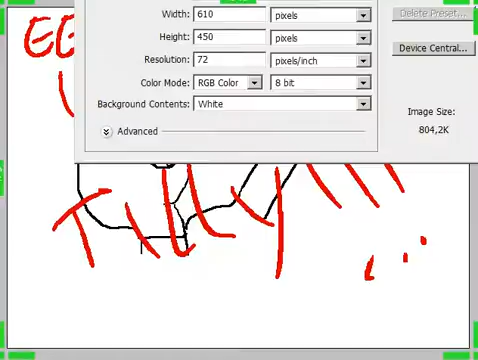 Width: 610 pixels
Delete Preset...
Height: 450 pixels
Device Central...
Resolution: 72 pixels/inch
Color Mode: RGB Color 8 bit
Background Contents: White
Image Size:
804,2K
Advanced